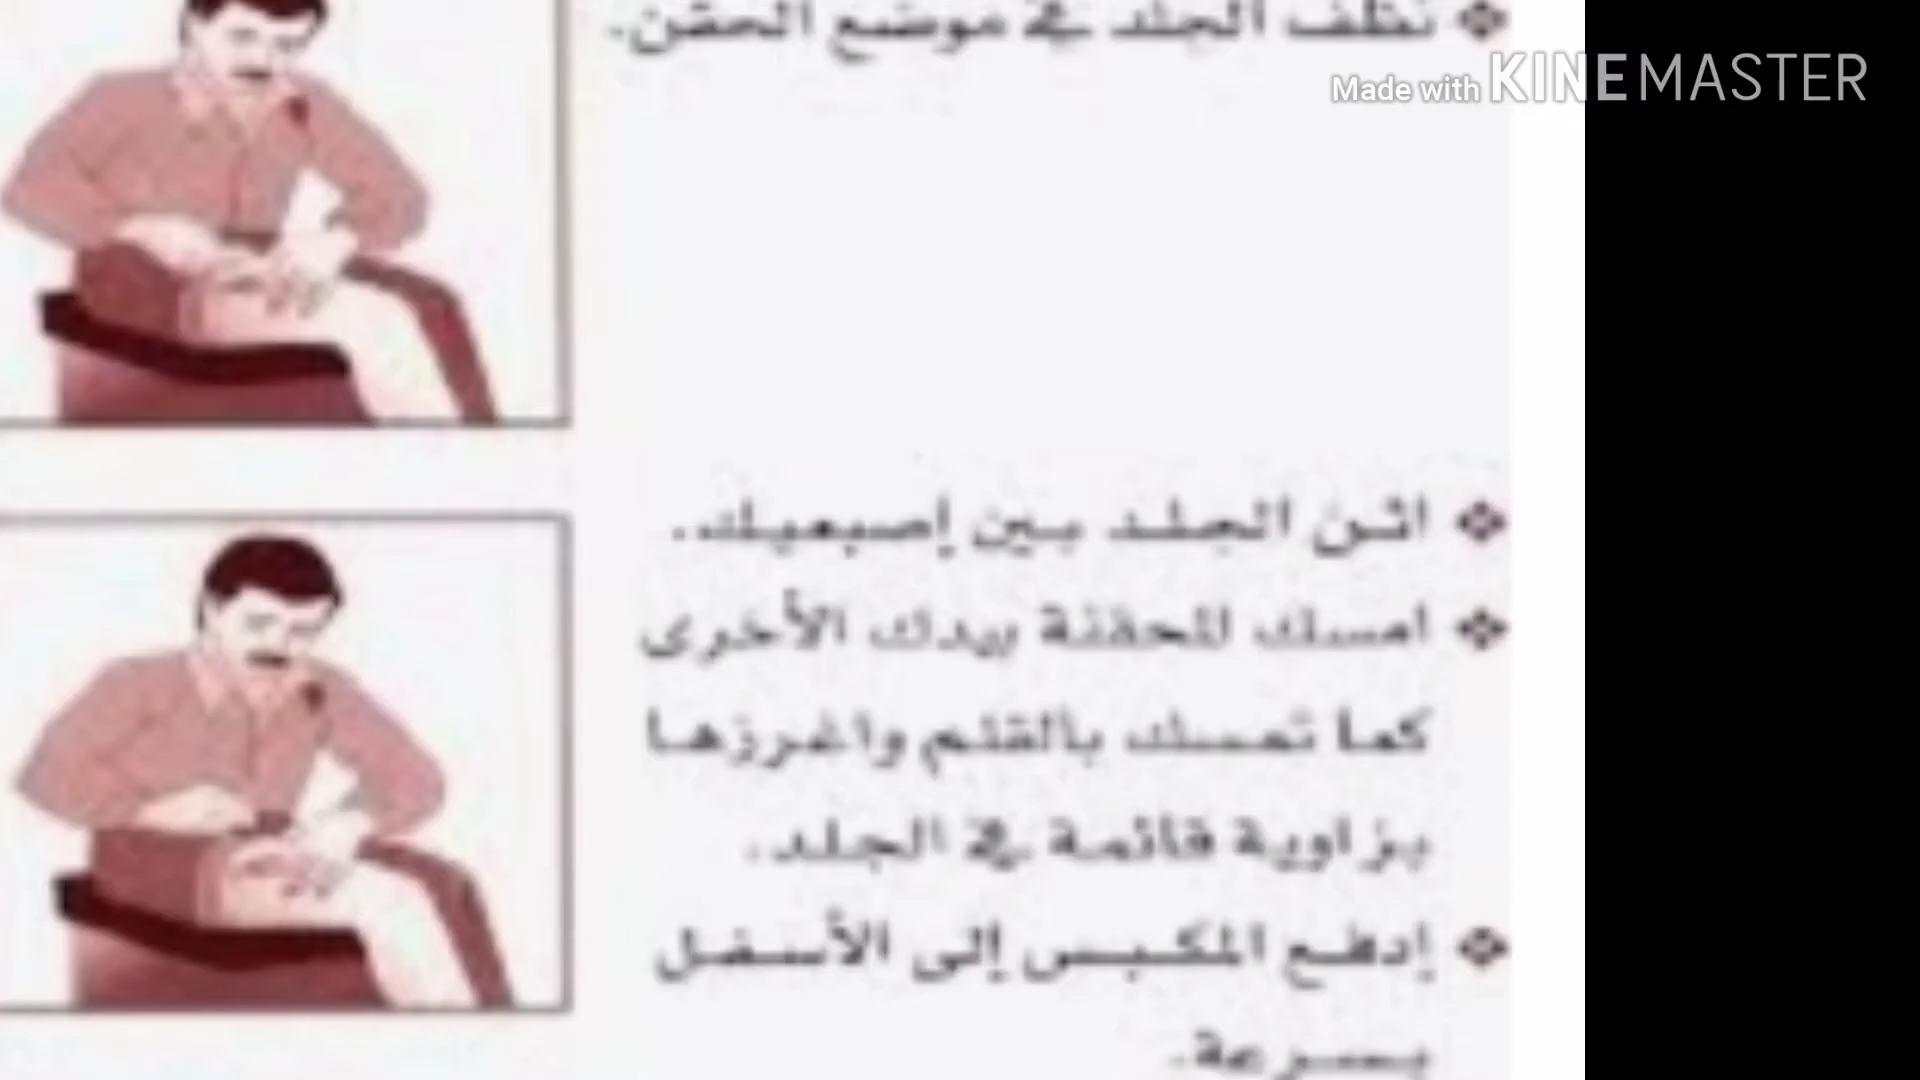 نظف الجلد في موضع الحقن.
Made with KINEMASTER
اثن الجلد بين إصبعيك.
امسك المحقنة بيدك الأخرى
كما تمسك بالقلم واغرزها
بزاوية قائمة في الجلد.
إدفع المكبس إلى الأسفل
بسرعة.